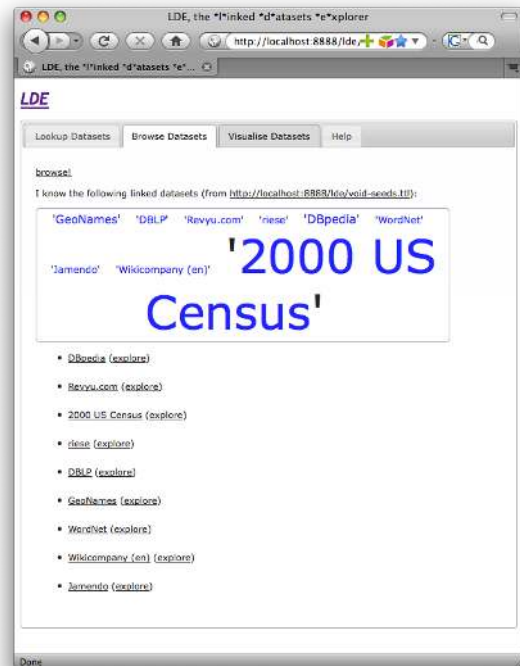 LDE, the *l*inked *d*atasets *e*xplorer
http://localhost:8888/lde/
LDE, the *l*inked *d*atasets *e*...
LDE
Lookup Datasets Browse Datasets Visualise Datasets Help
browse!
I know the following linked datasets (from http://localhost:8888/lde/void-seeds.ttl):
'GeoNames' 'DBLP' 'Revyu.com' 'riese' 'DBpedia' 'WordNet'
'Jamendo' 'Wikicompany (en)' '2000 US
Census'
• DBpedia (explore)
• Revyu.com (explore)
• 2000 US Census (explore)
• riese (explore)
• DBLP (explore)
• GeoNames (explore)
• WordNet (explore)
• Wikicompany (en) (explore)
• Jamendo (explore)
Done